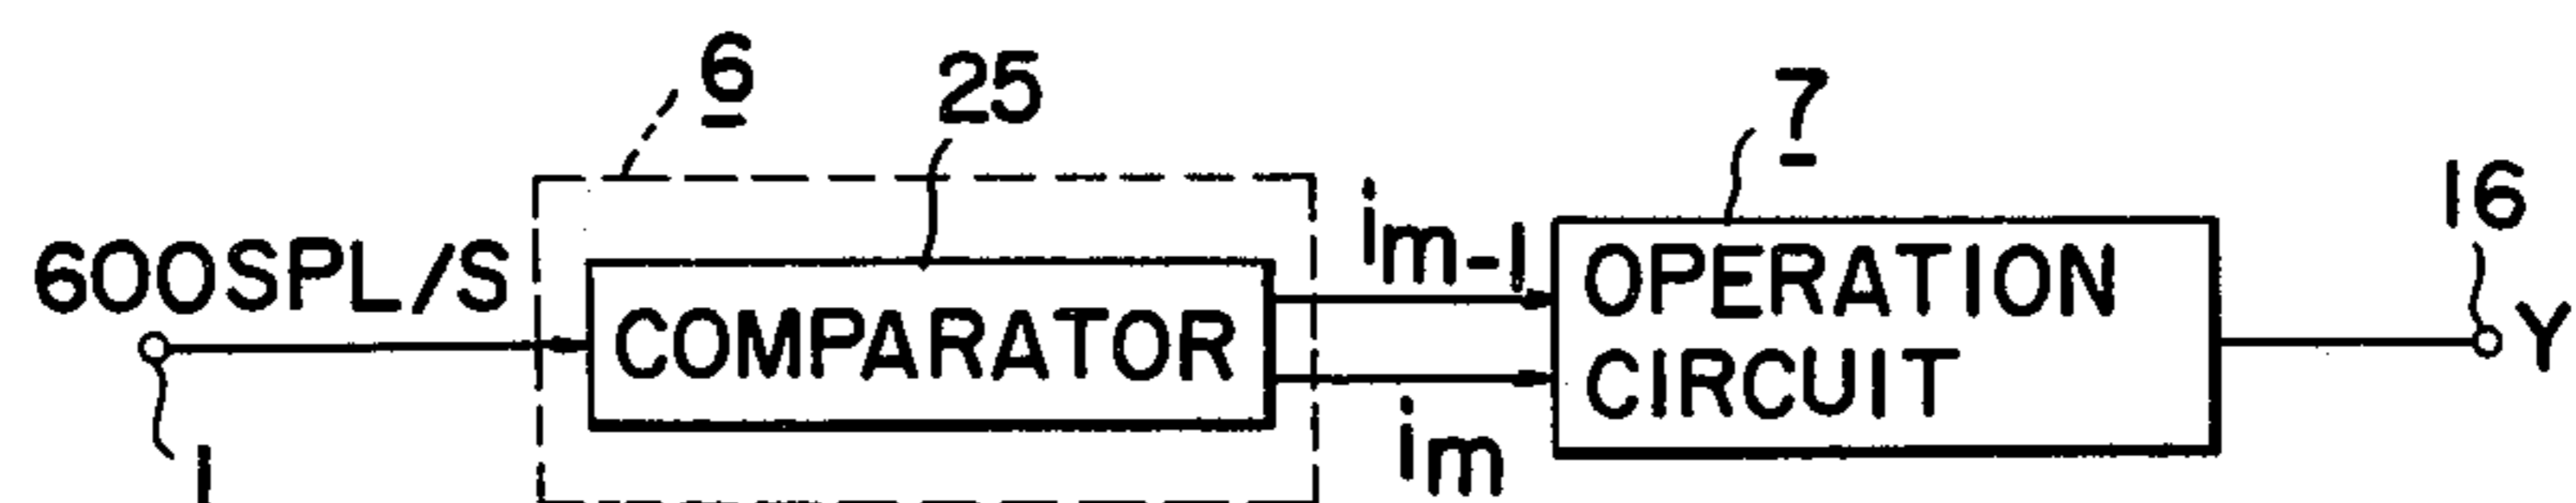 6
25
7
16
600SPL/S
COMPARATOR
im-1
im
OPERATION
CIRCUIT
Y
1